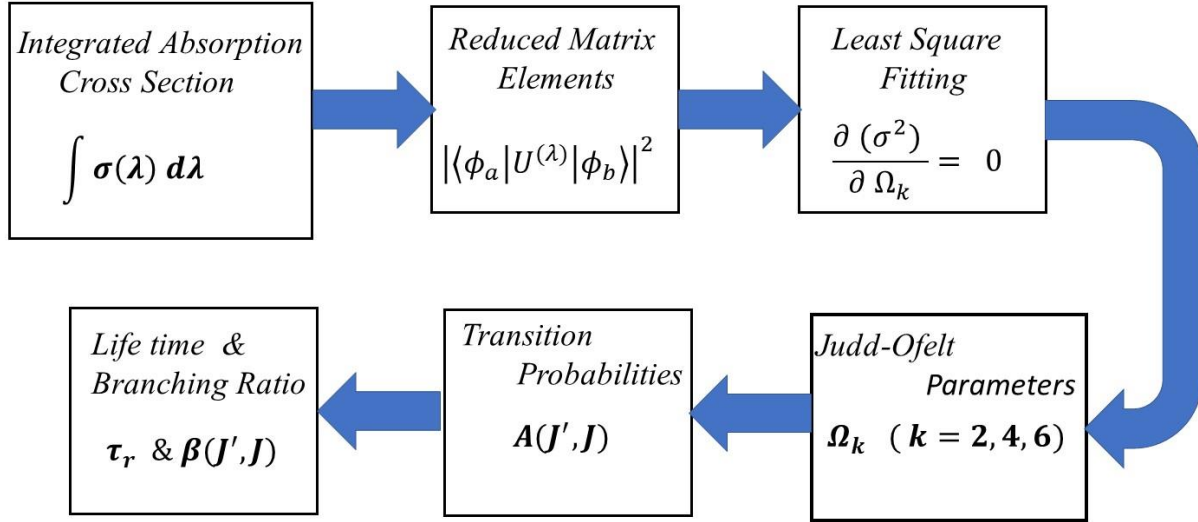 Integrated Absorption
Cross Section
∫ σ(λ) dλ
Reduced Matrix
Elements
|⟨ϕₐ|U^(λ)|ϕ_b⟩|²
Least Square
Fitting
∂ (σ²)
∂ Ωₖ
= 0
Judd-Ofelt
Parameters
Ωₖ ( k = 2, 4, 6)
Transition
Probabilities
A(J′, J)
Life time &
Branching Ratio
τᵣ & β(J′, J)